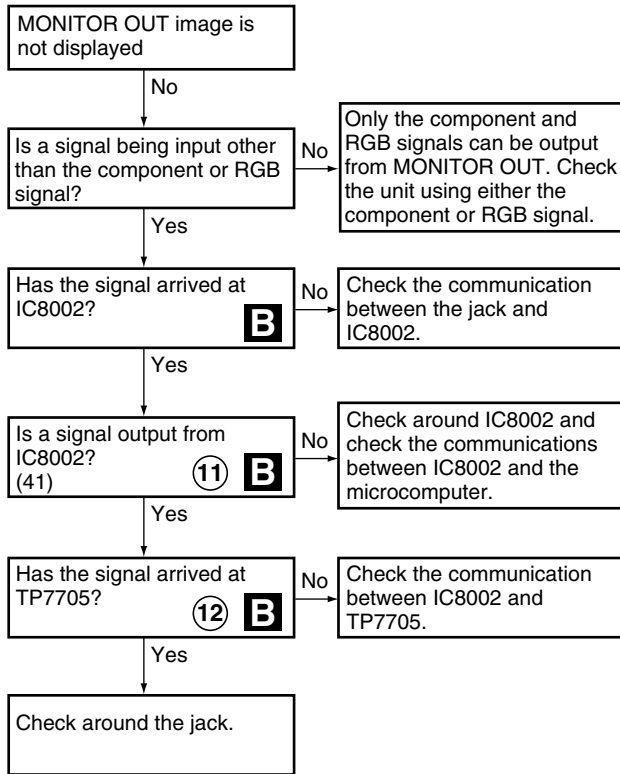 MONITOR OUT image is
not displayed
No
Is a signal being input other
than the component or RGB
signal?
No
Only the component and
RGB signals can be output
from MONITOR OUT. Check
the unit using either the
component or RGB signal.
Yes
Has the signal arrived at
IC8002?
B
No
Check the communication
between the jack and
IC8002.
Yes
Is a signal output from
IC8002?
(41)
11 B
No
Check around IC8002 and
check the communications
between IC8002 and the
microcomputer.
Yes
Has the signal arrived at
TP7705?
12 B
No
Check the communication
between IC8002 and
TP7705.
Yes
Check around the jack.